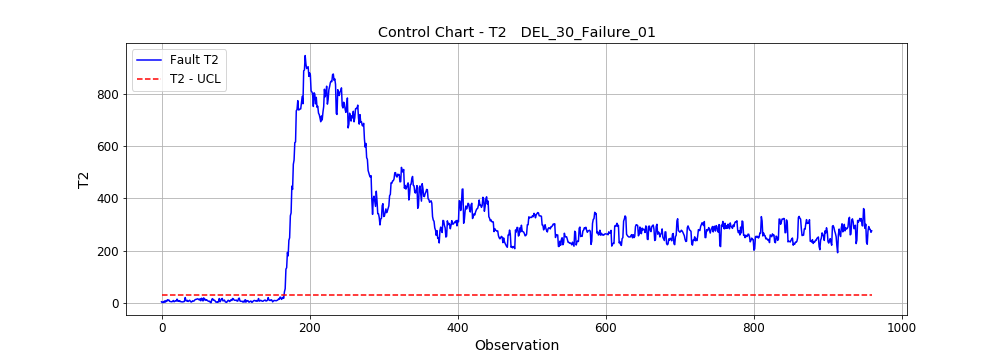 Control Chart - T2   DEL_30_Failure_01
Fault T2
T2 - UCL
T2
800
600
400
200
0
0 200 400 600 800 1000
Observation